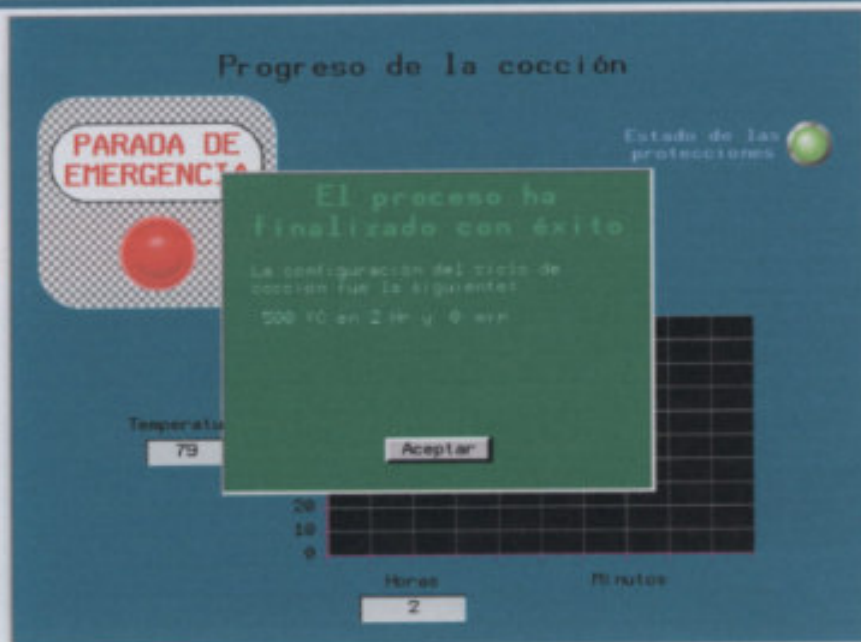 Progreso de la cocción
PARADA DE
EMERGENCIA
Estado de las
protecciones
El proceso ha
finalizado con éxito
La configuración del ciclo de
cocción fue la siguiente:
500 ºC en 2 Hr y 0 min
Temperatu
79
Aceptar
20
10
0
Horas
Minutos
2